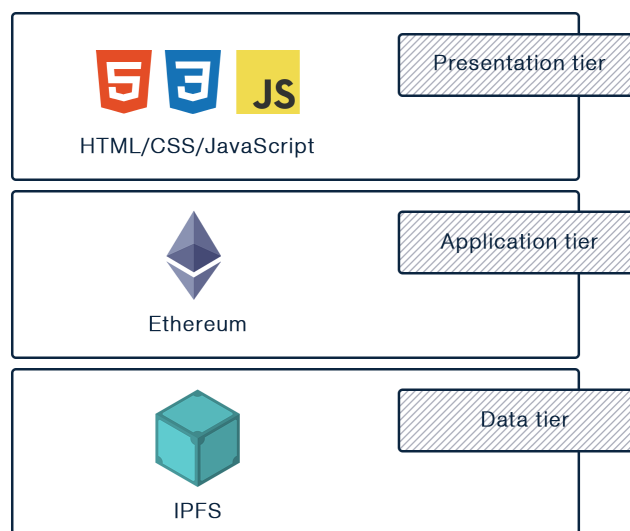 5
3
JS
Presentation tier
HTML/CSS/JavaScript
Application tier
Ethereum
Data tier
IPFS